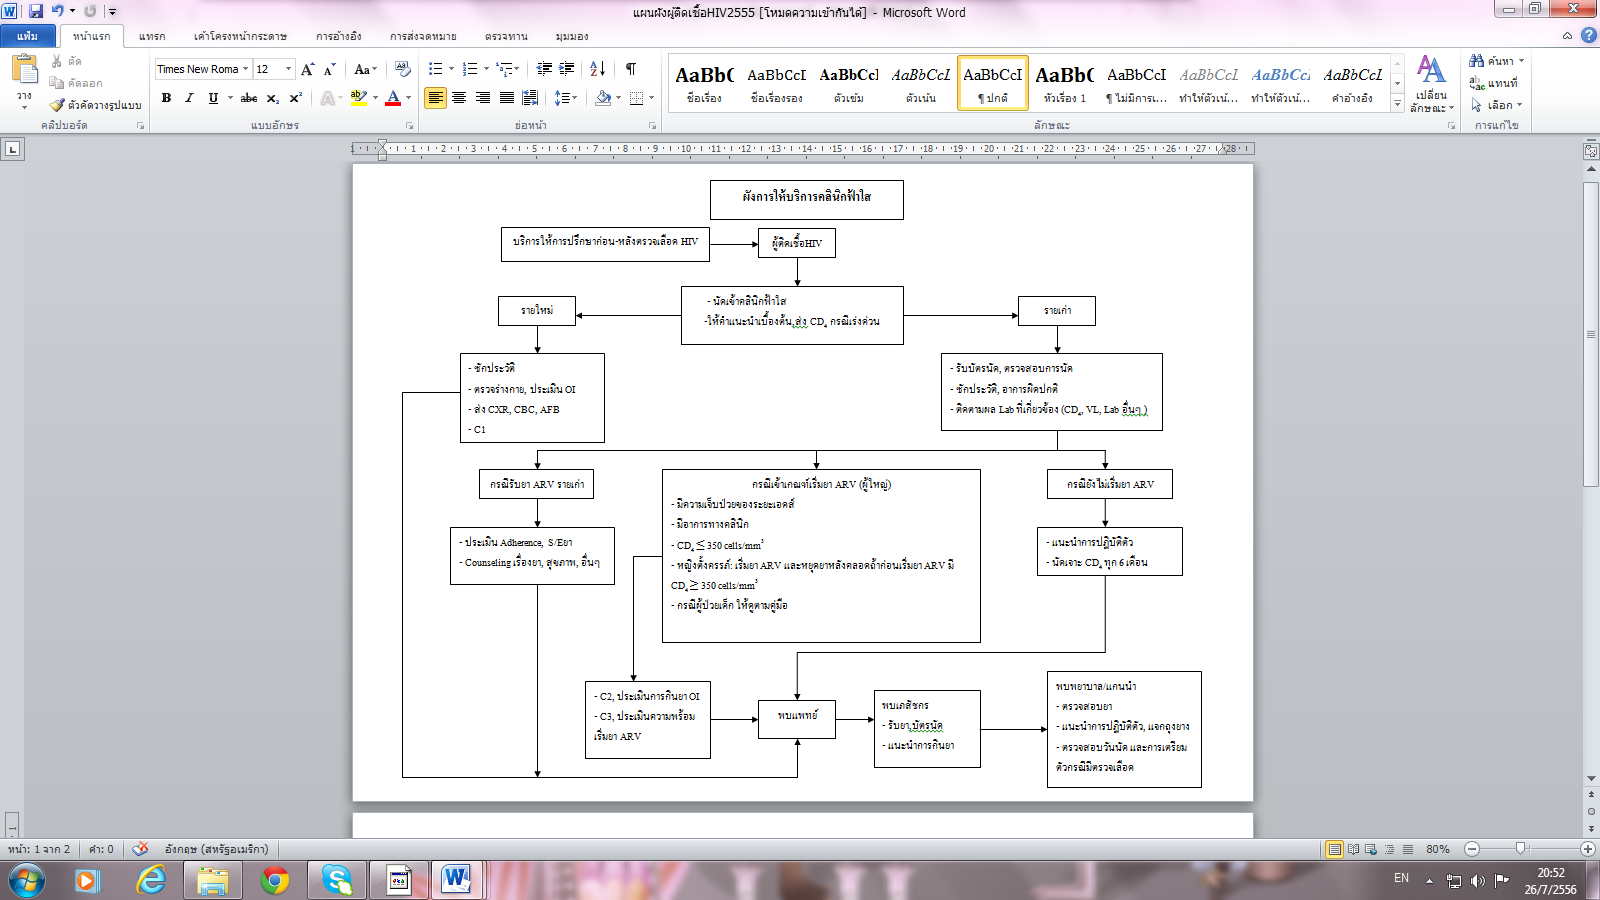 แผนผังผู้ติดเชื้อHIV2555 [โหมดความเข้ากันได้] - Microsoft Word
แฟ้ม หน้าแรก แทรก เค้าโครงหน้ากระดาษ การอ้างอิง การส่งจดหมาย ตรวจทาน มุมมอง
วาง
ตัด
คัดลอก
ตัวคัดวางรูปแบบ
คลิปบอร์ด
Times New Roma 12
แบบอักษร
ย่อหน้า
AaBbC AaBbCcI AaBbCcI AaBbCcL AaBbCcI AaBbC AaBbCcI AaBbCcL AaBbCcL AaBbCcL
ชื่อเรื่อง ชื่อเรื่องรอง ตัวเข้ม ตัวเน้น ¶ ปกติ หัวเรื่อง 1 ¶ ไม่มีการเ... ทำให้ตัวเน้... ทำให้ตัวเน้... คำอ้างอิง
ลักษณะ
เปลี่ยน
ลักษณะ
ค้นหา
แทนที่
เลือก
การแก้ไข
1 1 2 3 4 5 6 7 8 9 10 11 12 13 14 15 16 17 18 19 20 21 22 23 24 25 26 27 28
ผังการให้บริการคลินิกฟ้าใส
บริการให้การปรึกษาก่อน-หลังตรวจเลือด HIV
ผู้ติดเชื้อHIV
- นัดเข้าคลินิกฟ้าใส
-ให้คำแนะนำเบื้องต้น,ส่ง CD₄ กรณีเร่งด่วน
รายใหม่
รายเก่า
- ซักประวัติ
- ตรวจร่างกาย, ประเมิน OI
- ส่ง CXR, CBC, AFB
- C1
- รับบัตรนัด, ตรวจสอบการนัด
- ซักประวัติ, อาการผิดปกติ
- ติดตามผล Lab ที่เกี่ยวข้อง (CD₄, VL, Lab อื่นๆ )
กรณีรับยา ARV รายเก่า
กรณีเข้าเกณฑ์เริ่มยา ARV (ผู้ใหญ่)
- มีความเจ็บป่วยของระยะเอดส์
- มีอาการทางคลินิก
- CD₄ ≤ 350 cells/mm³
- หญิงตั้งครรภ์: เริ่มยา ARV และหยุดยาหลังคลอดถ้าก่อนเริ่มยา ARV มี
CD₄ ≥ 350 cells/mm³
- กรณีผู้ป่วยเด็ก ให้ดูตามคู่มือ
กรณียังไม่เริ่มยา ARV
- ประเมิน Adherence, S/Eยา
- Counseling เรื่องยา, สุขภาพ, อื่นๆ
- แนะนำการปฏิบัติตัว
- นัดเจาะ CD₄ ทุก 6 เดือน
- C2, ประเมินการกินยา OI
- C3, ประเมินความพร้อม
เริ่มยา ARV
พบแพทย์
พบเภสัชกร
- รับยา,บัตรนัด
- แนะนำการกินยา
พบพยาบาล/แกนนำ
- ตรวจสอบยา
- แนะนำการปฏิบัติตัว, แจกถุงยาง
- ตรวจสอบวันนัด และการเตรียม
ตัวกรณีมีตรวจเลือด
หน้า: 1 จาก 2 คำ: 0 อังกฤษ (สหรัฐอเมริกา) 80%
EN
20:52
26/7/2556